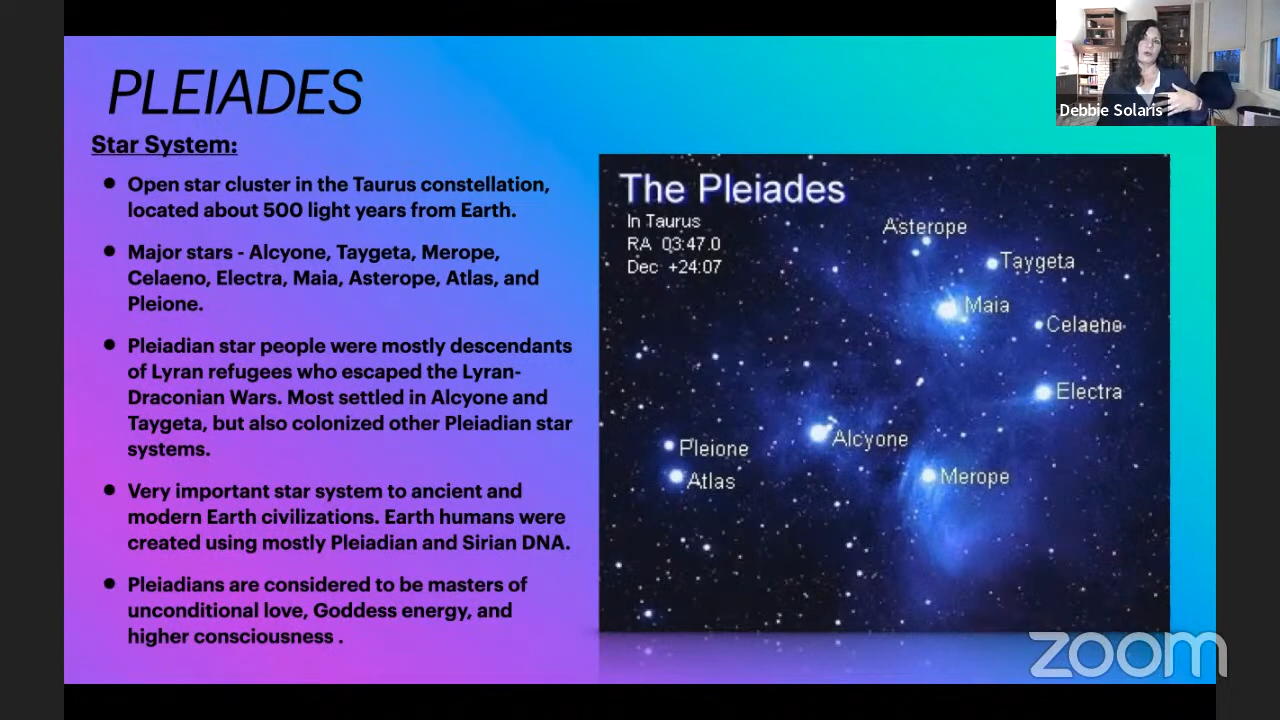 PLEIADES
Star System:
Open star cluster in the Taurus constellation,
located about 500 light years from Earth.
Major stars - Alcyone, Taygeta, Merope,
Celaeno, Electra, Maia, Asterope, Atlas, and
Pleione.
Pleiadian star people were mostly descendants
of Lyran refugees who escaped the Lyran-
Draconian Wars. Most settled in Alcyone and
Taygeta, but also colonized other Pleiadian star
systems.
Very important star system to ancient and
modern Earth civilizations. Earth humans were
created using mostly Pleiadian and Sirian DNA.
Pleiadians are considered to be masters of
unconditional love, Goddess energy, and
higher consciousness .
The Pleiades
In Taurus
RA 03:47.0
Dec +24:07
Asterope
Taygeta
Maia
Celaeno
Electra
Alcyone
Pleione
Atlas
Merope
Debbie Solaris
zoom